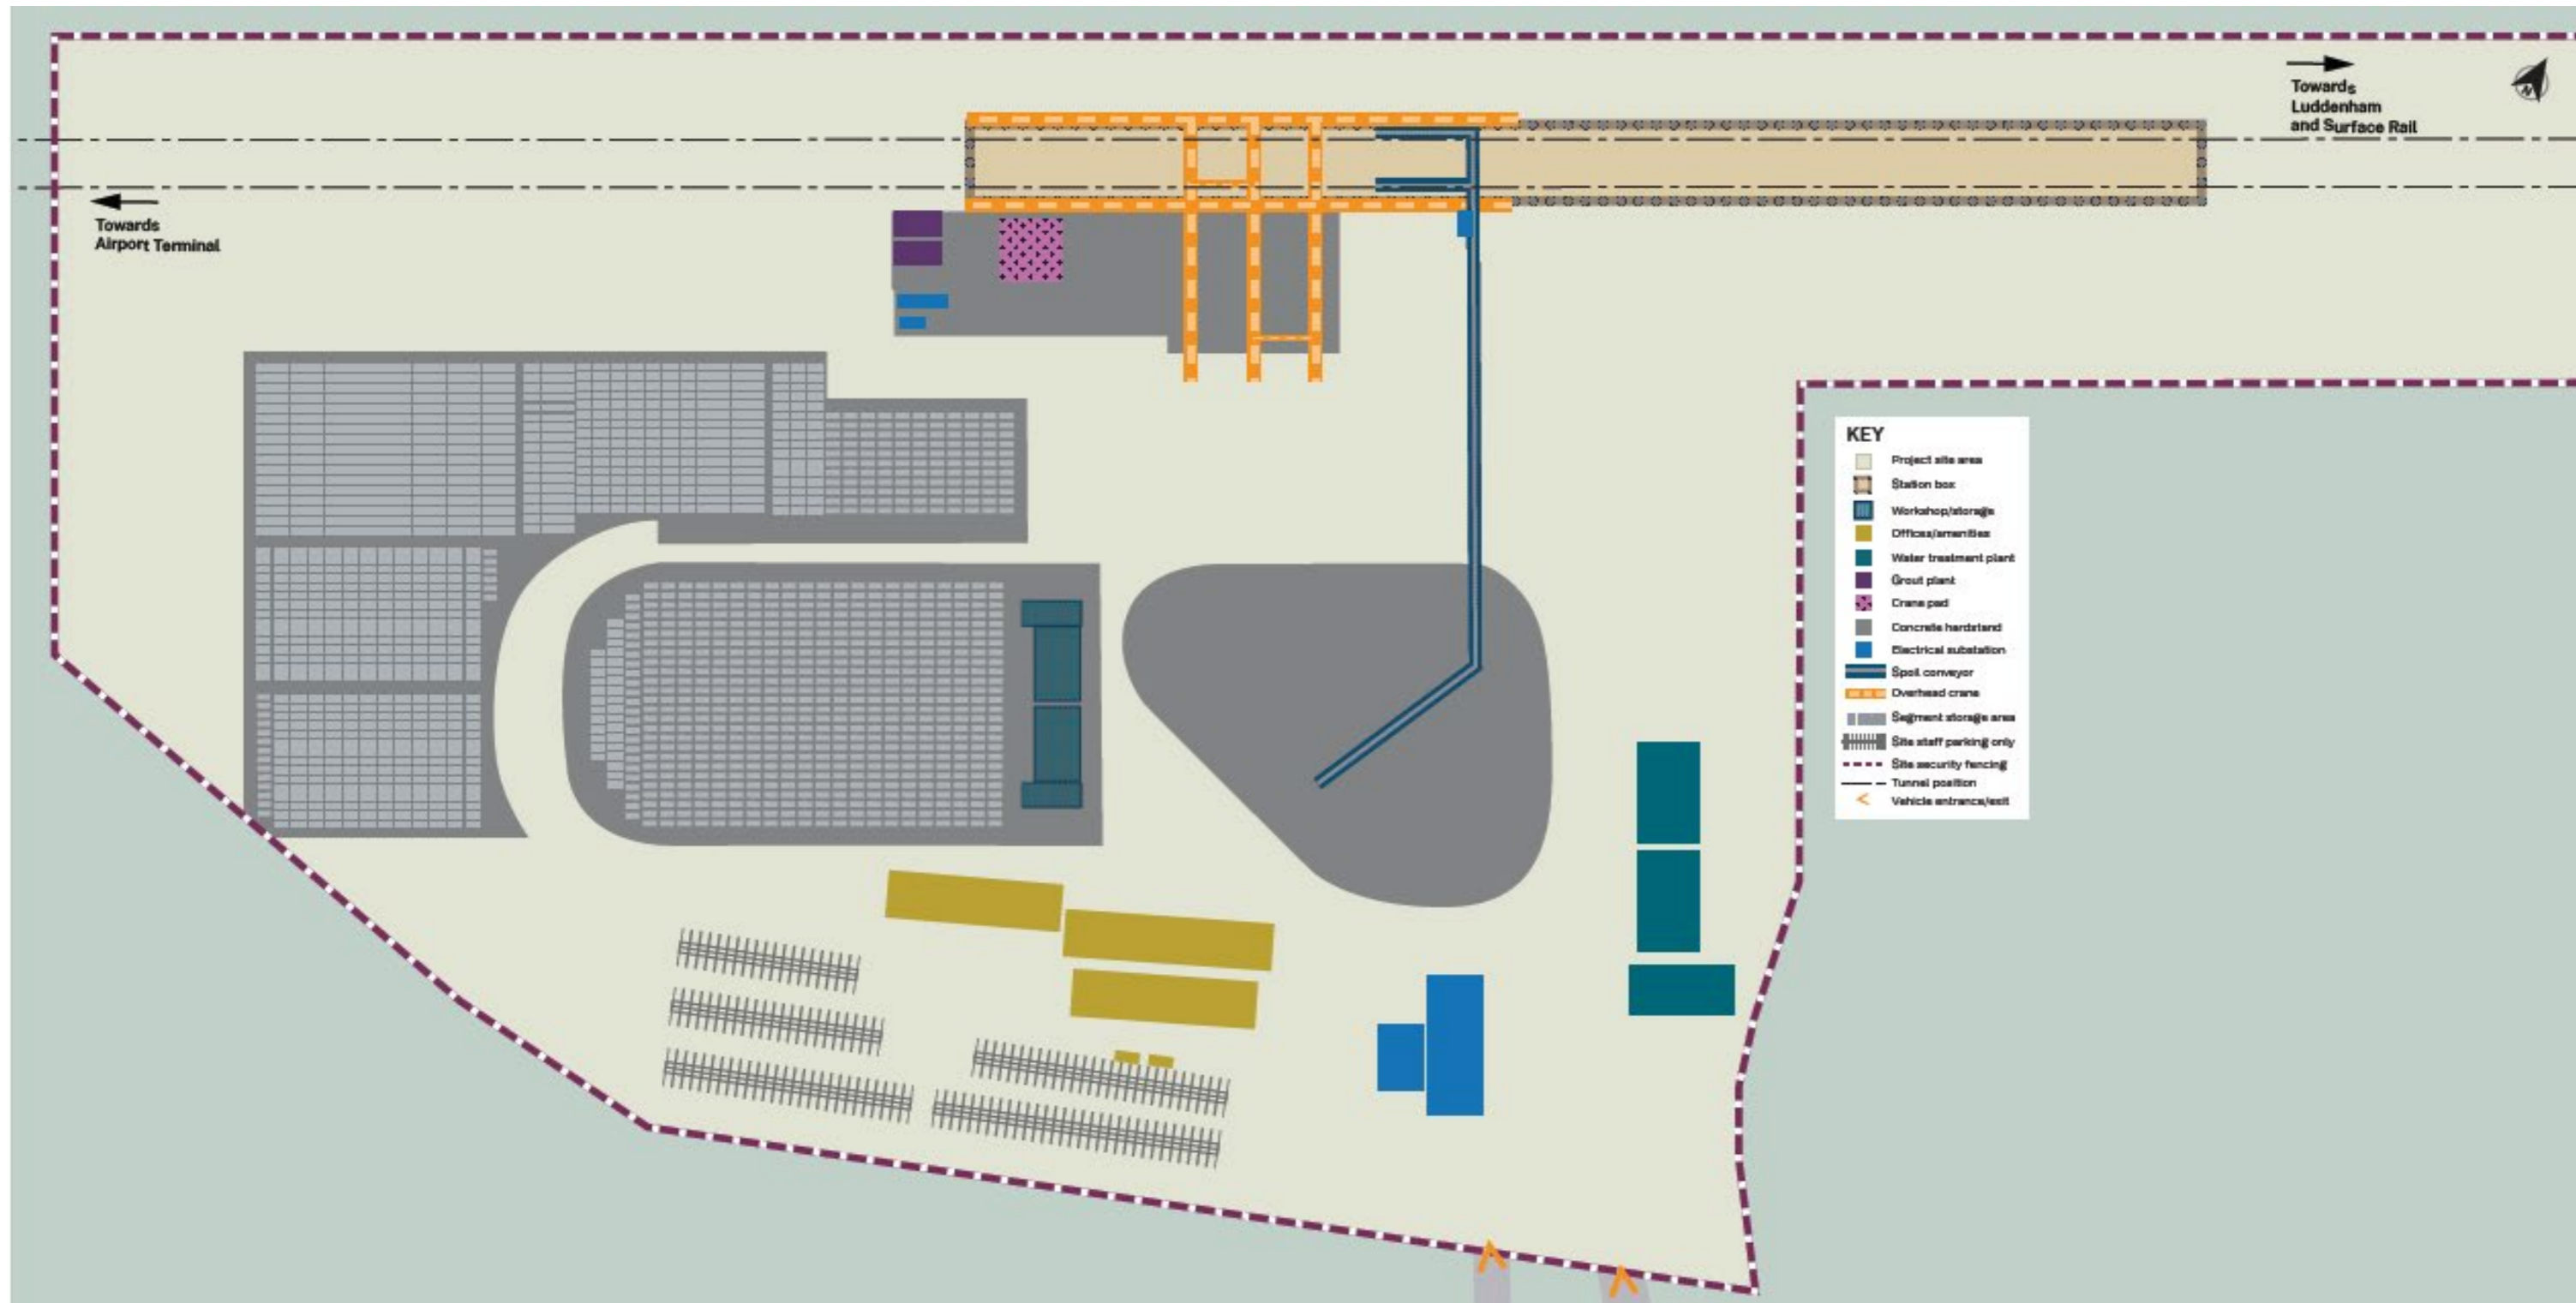 Towards
Luddenham
and Surface Rail
N
Towards
Airport Terminal
KEY
Project site area
Station box
Workshop/storage
Offices/amenities
Water treatment plant
Grout plant
Crane pad
Concrete hardstand
Electrical substation
Spoil conveyor
Overhead crane
Segment storage area
Site staff parking only
Site security fencing
Tunnel position
Vehicle entrance/exit